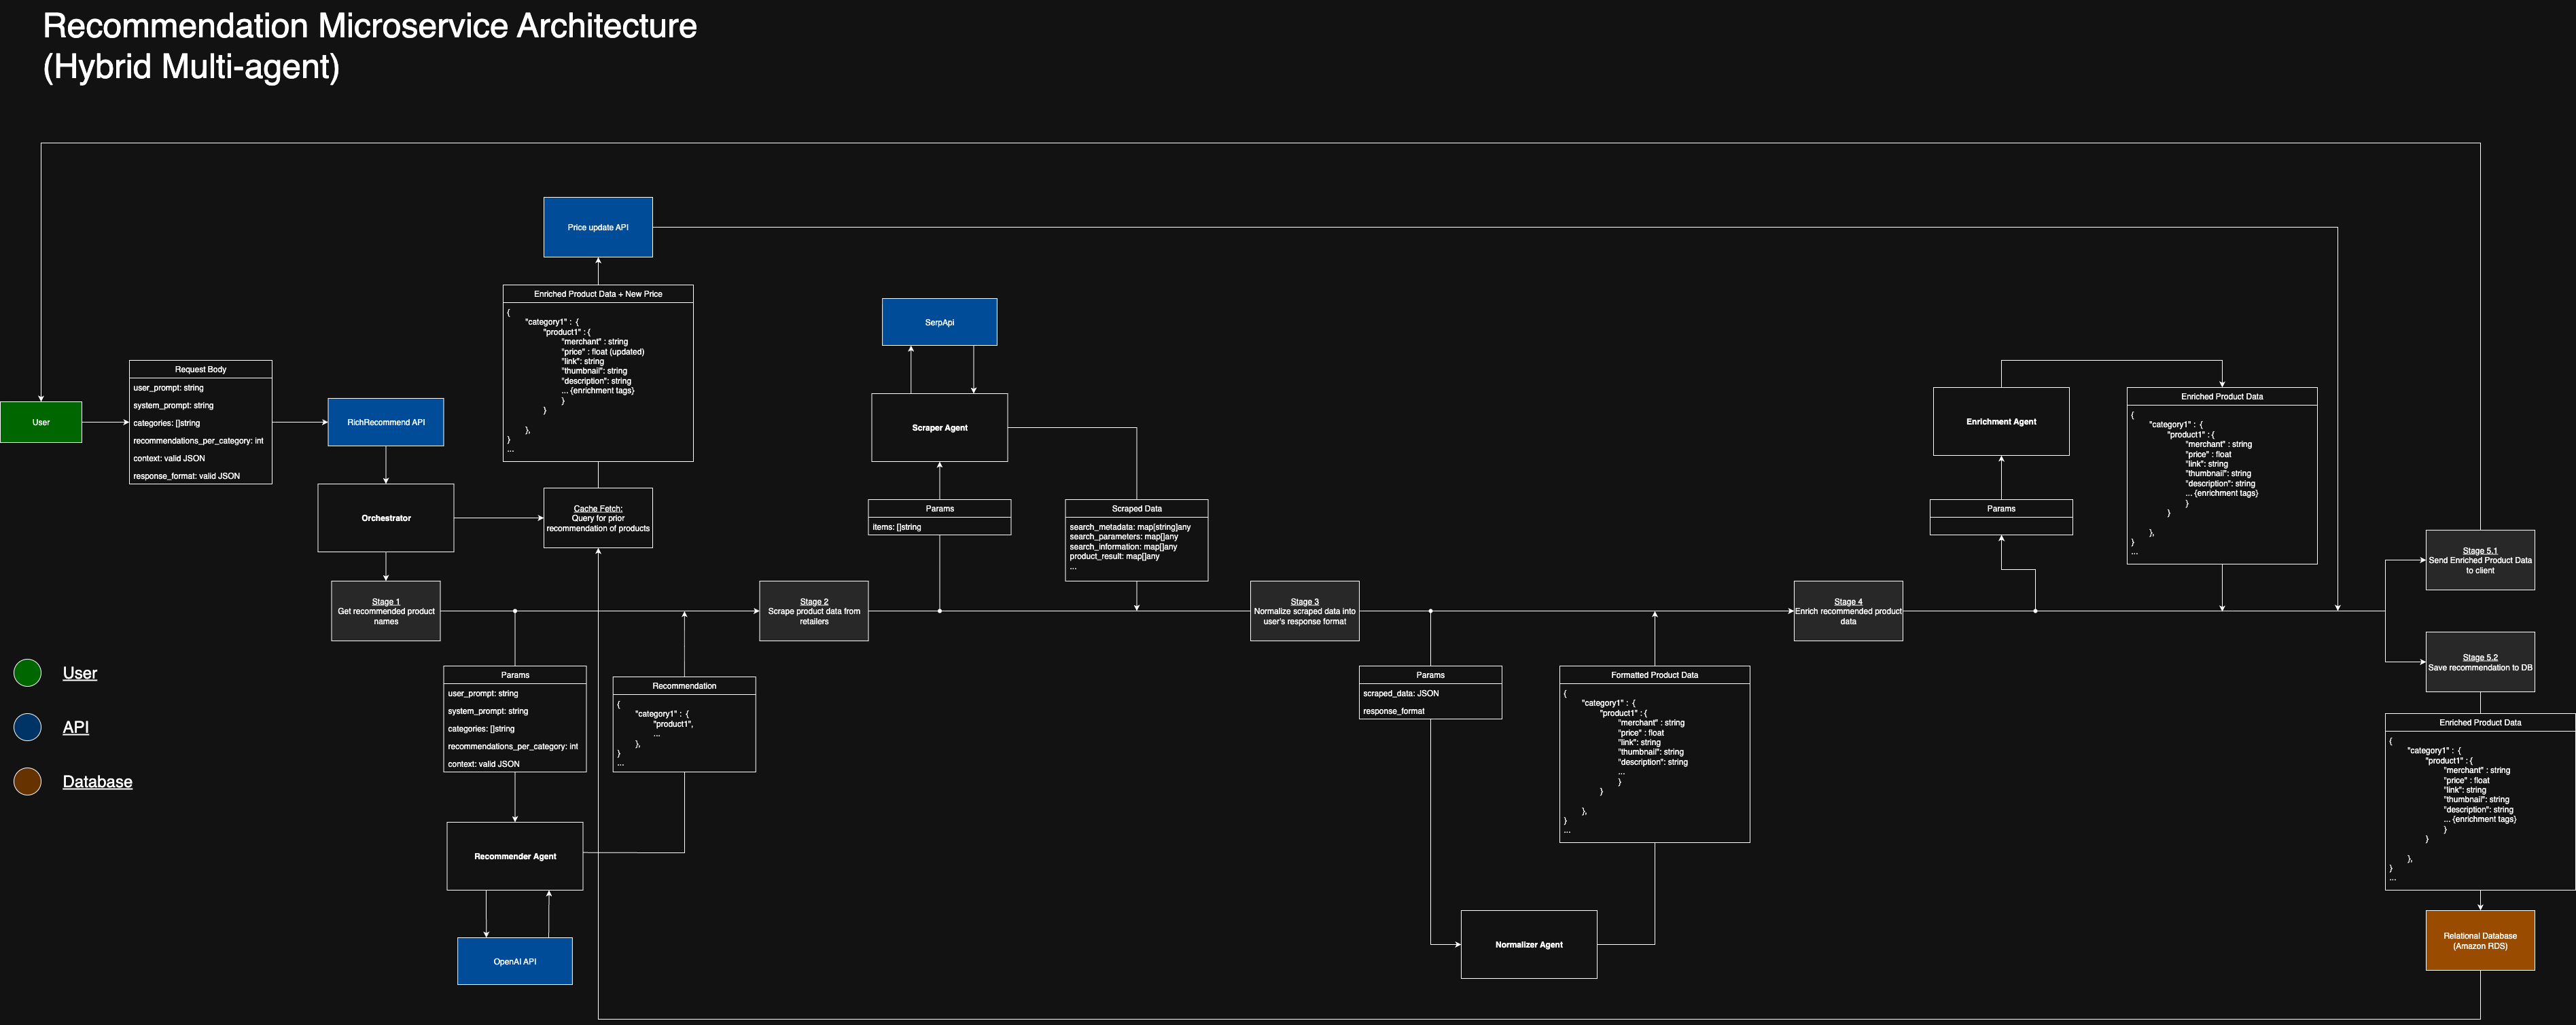 Recommendation Microservice Architecture
(Hybrid Multi-agent)
Price update API
Enriched Product Data + New Price
{
"category1" : {
"product1" : {
"merchant" : string
"price" : float (updated)
"link": string
"thumbnail": string
"description": string
... {enrichment tags}
}
}
},
}
...
SerpApi
Request Body
user_prompt: string
system_prompt: string
categories: []string
recommendations_per_category: int
context: valid JSON
response_format: valid JSON
User
RichRecommend API
Scraper Agent
Enrichment Agent
Enriched Product Data
{
"category1" : {
"product1" : {
"merchant" : string
"price" : float
"link": string
"thumbnail": string
"description": string
... {enrichment tags}
}
}
},
}
...
Orchestrator
Cache Fetch:
Query for prior
recommendation of products
Params
items: []string
Scraped Data
search_metadata: map[string]any
search_parameters: map[]any
search_information: map[]any
product_result: map[]any
...
Params
Stage 5.1
Send Enriched Product Data
to client
Stage 1
Get recommended product
names
Stage 2
Scrape product data from
retailers
Stage 3
Normalize scraped data into
user's response format
Stage 4
Enrich recommended product
data
Stage 5.2
Save recommendation to DB
User
API
Database
Params
user_prompt: string
system_prompt: string
categories: []string
recommendations_per_category: int
context: valid JSON
Recommendation
{
"category1" : {
"product1",
...
},
}
...
Params
scraped_data: JSON
response_format
Formatted Product Data
{
"category1" : {
"product1" : {
"merchant" : string
"price" : float
"link": string
"thumbnail": string
"description": string
...
}
}
},
}
...
Enriched Product Data
{
"category1" : {
"product1" : {
"merchant" : string
"price" : float
"link": string
"thumbnail": string
"description": string
... {enrichment tags}
}
}
},
}
...
Recommender Agent
OpenAI API
Normalizer Agent
Relational Database
(Amazon RDS)